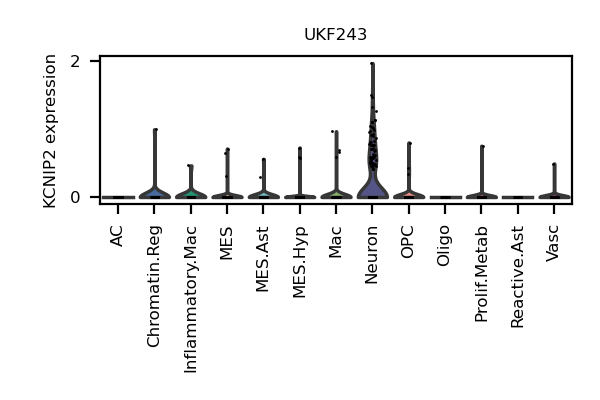 UKF243
KCNIP2 expression
2
0
AC
Chromatin.Reg
Inflammatory.Mac
MES
MES.Ast
MES.Hyp
Mac
Neuron
OPC
Oligo
Prolif.Metab
Reactive.Ast
Vasc